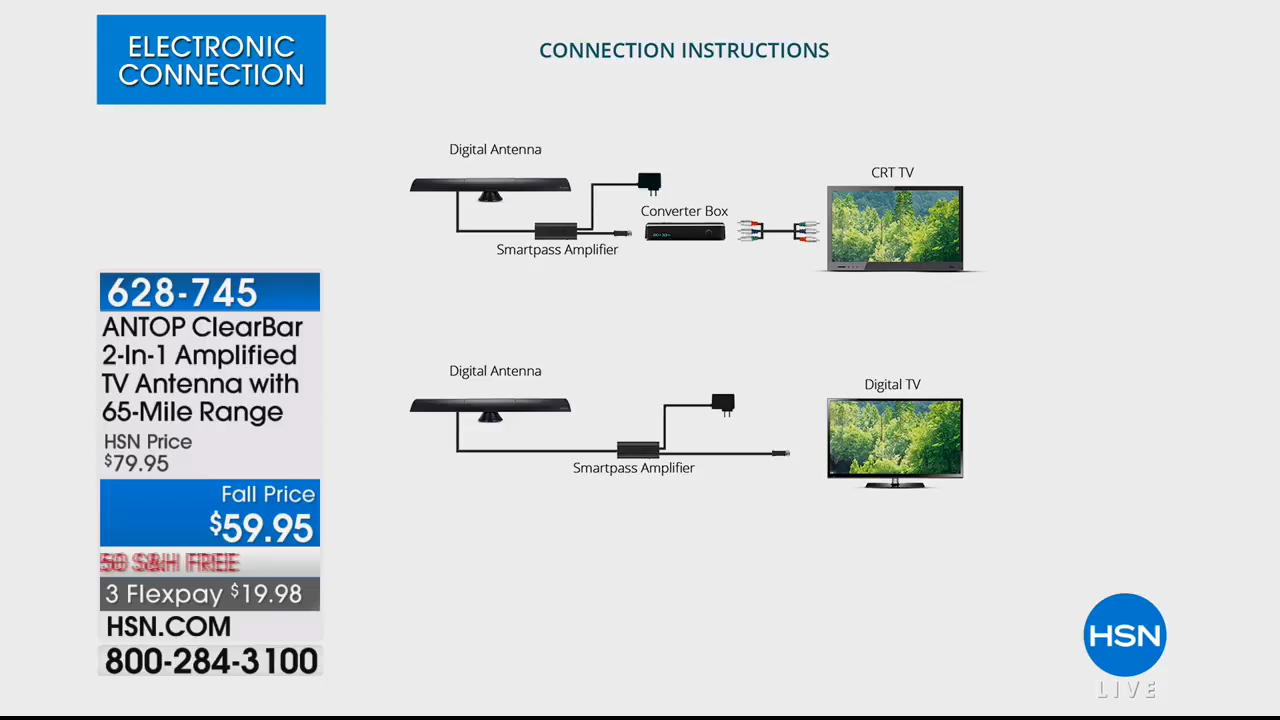 ELECTRONIC
CONNECTION
CONNECTION INSTRUCTIONS
Digital Antenna
CRT TV
Converter Box
Smartpass Amplifier
Digital Antenna
Digital TV
Smartpass Amplifier
628-745
ANTOP ClearBar
2-In-1 Amplified
TV Antenna with
65-Mile Range
HSN Price
$79.95
Fall Price
$59.95
S&H FREE
3 Flexpay $19.98
HSN.COM
800-284-3100
HSN
LIVE